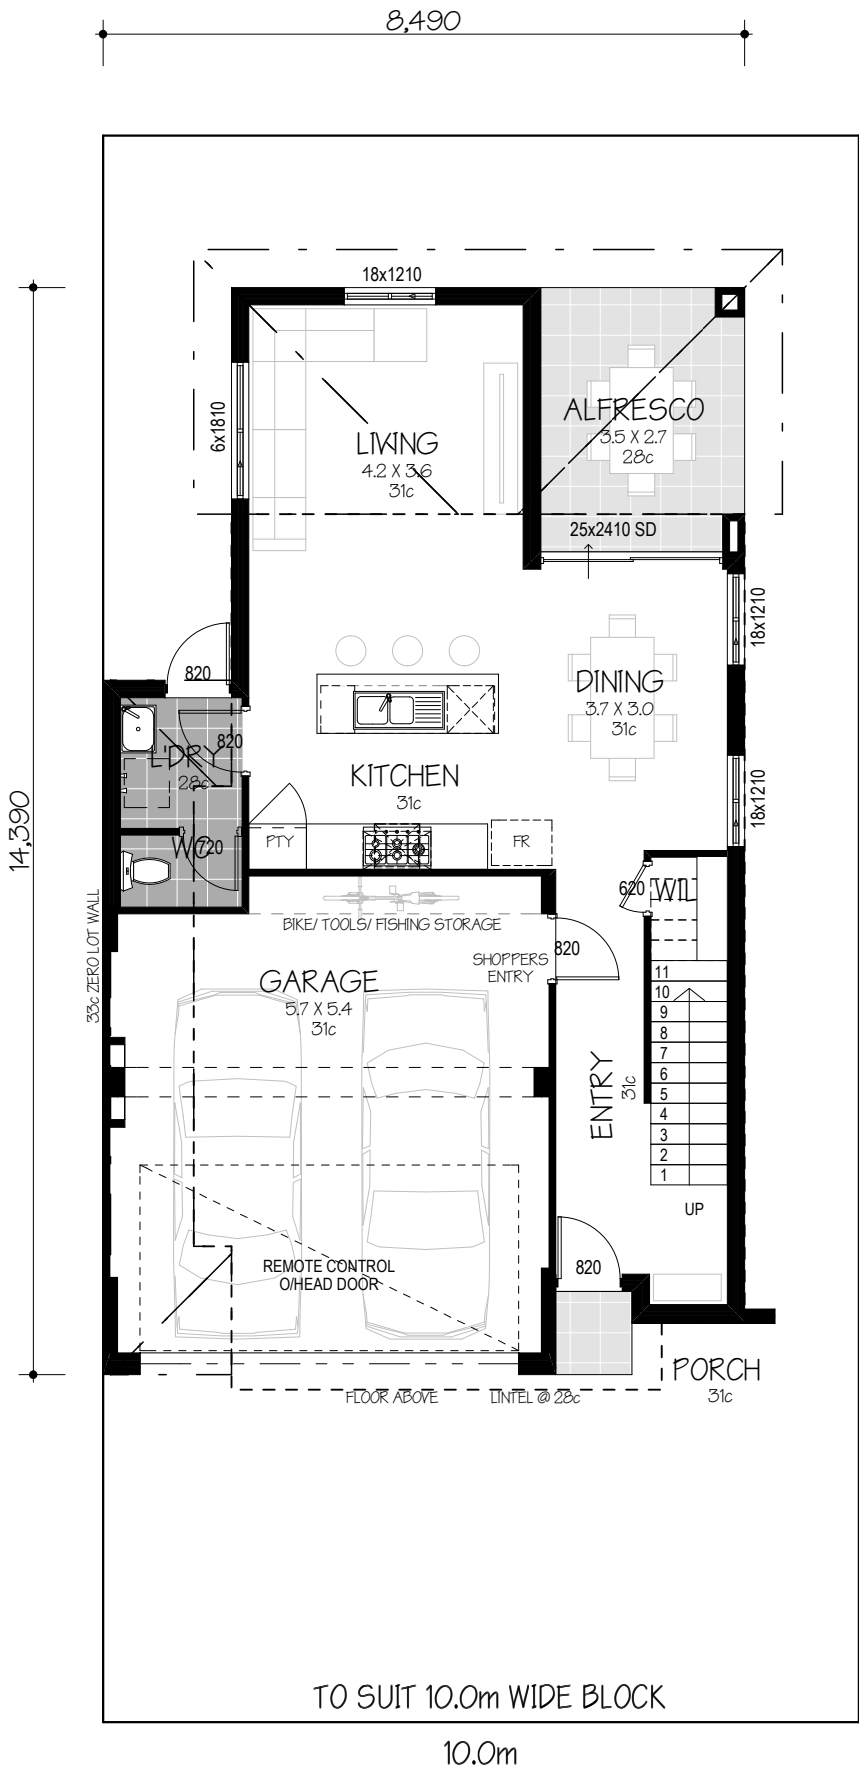 8,490
18x1210
6x1810
ALFRESCO
3.5 X 2.7
28c
LIVING
4.2 X 3.6
31c
25x2410 SD
18x1210
820
DINING
3.7 X 3.0
31c
820
L'DRY
28c
KITCHEN
31c
18x1210
14,390
PTY
FR
WC
720
620
WIL
33c ZERO LOT WALL
BIKE/ TOOLS/ FISHING STORAGE
SHOPPERS
ENTRY
820
GARAGE
5.7 X 5.4
31c
11
10
9
8
7
6
5
4
3
2
1
ENTRY
31c
UP
REMOTE CONTROL
O/HEAD DOOR
820
PORCH
31c
FLOOR ABOVE
LINTEL @ 28c
TO SUIT 10.0m WIDE BLOCK
10.0m